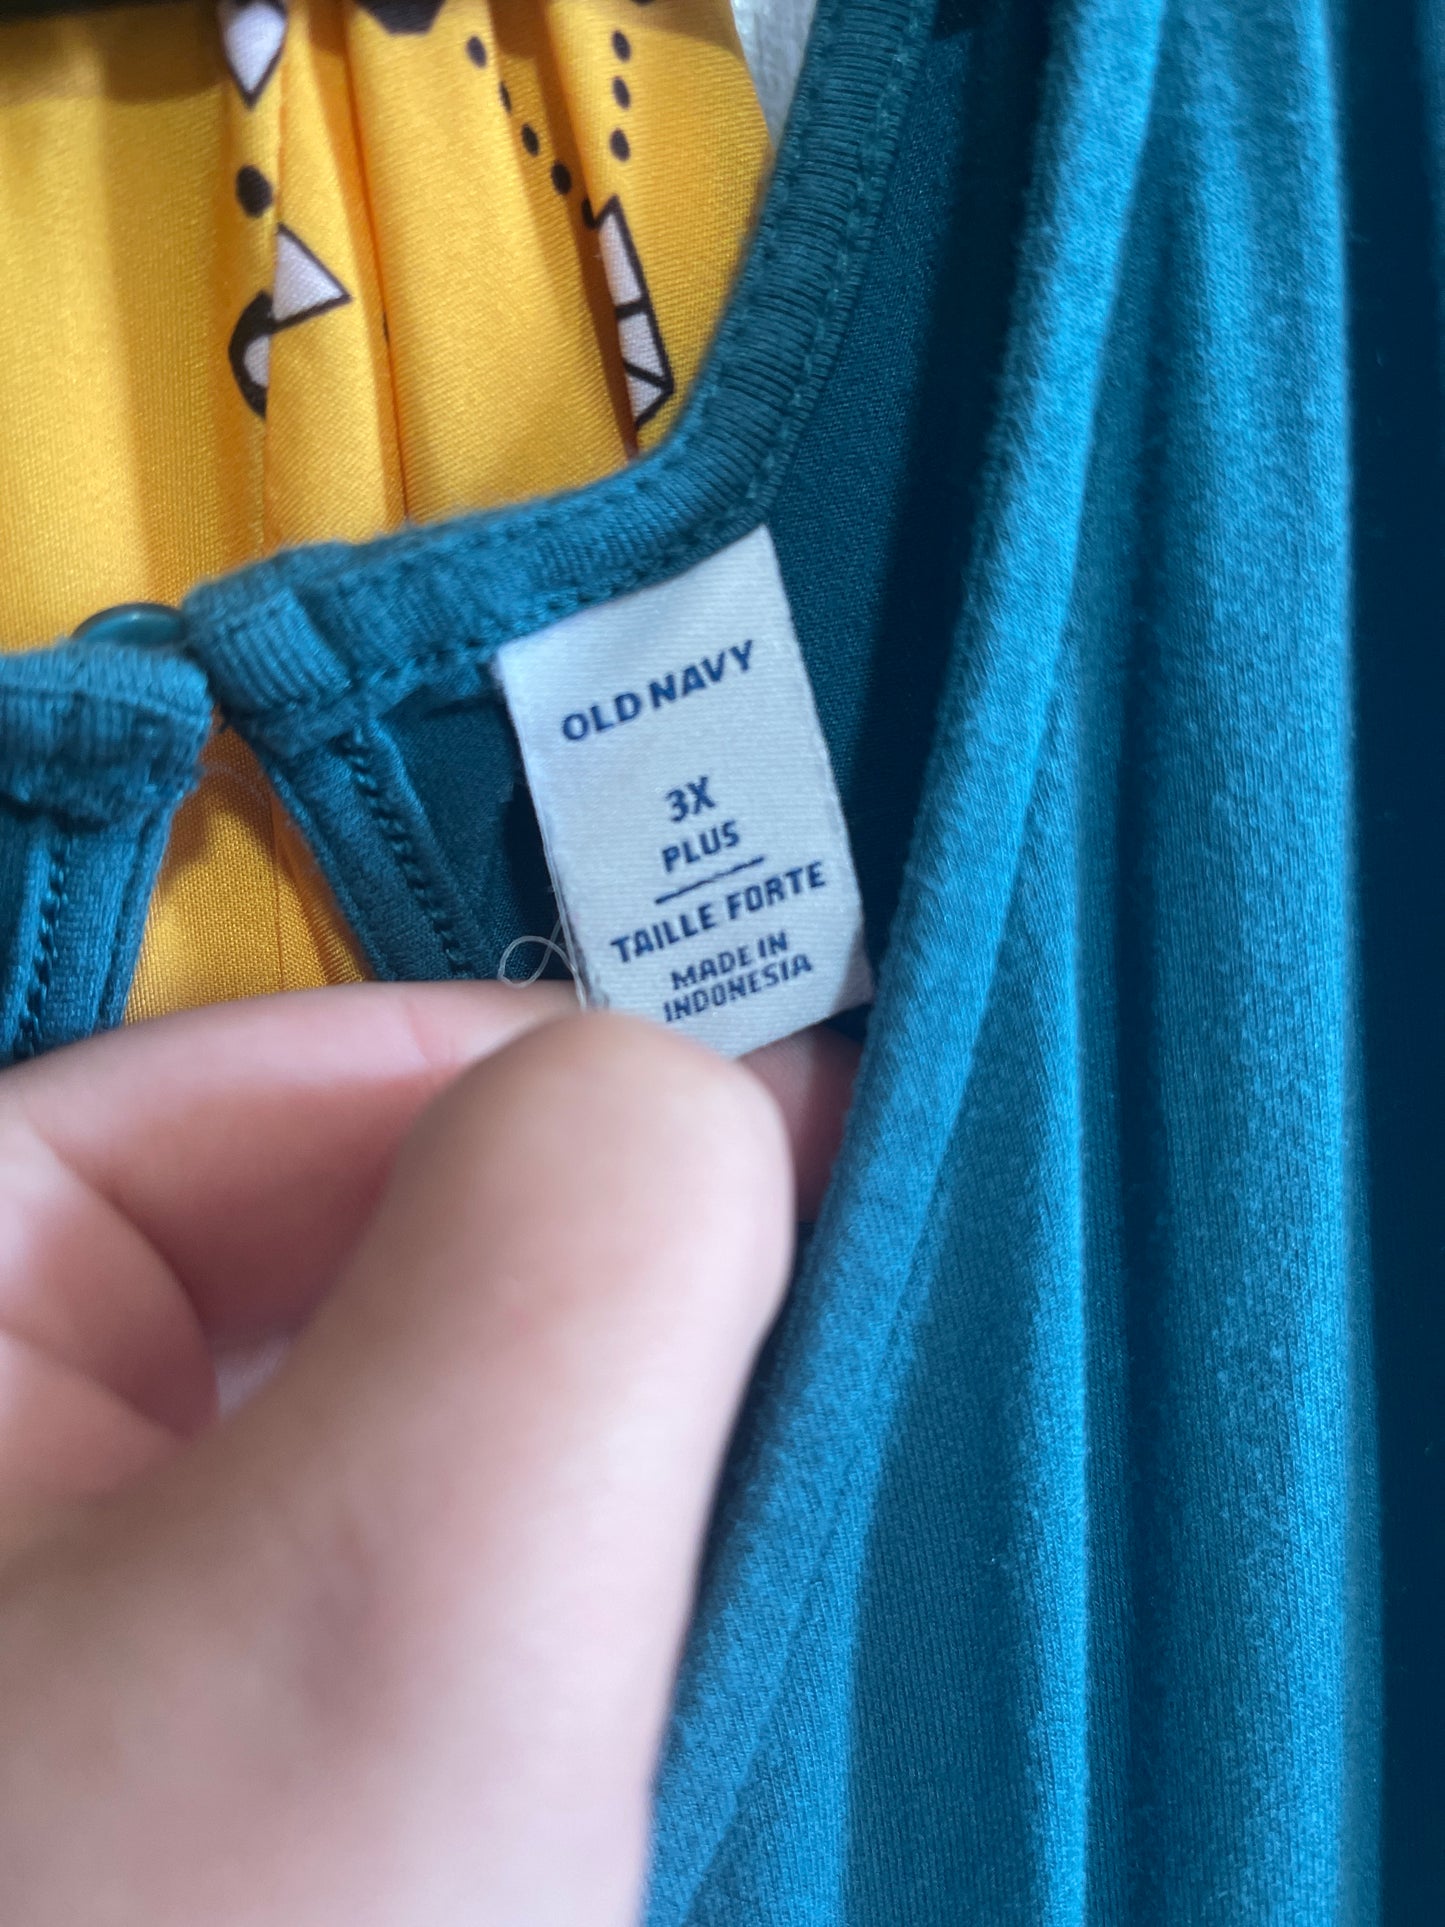 OLD NAVY
3X
PLUS
TAILLE FORTE
MADE IN
INDONESIA